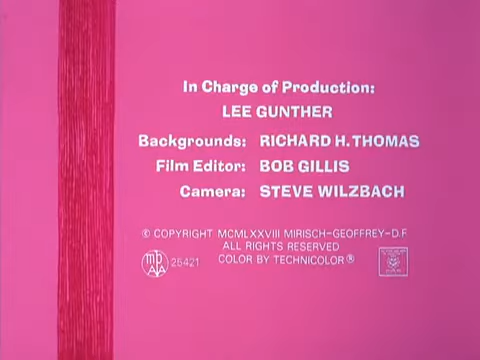 In Charge of Production:
LEE GUNTHER
Backgrounds: RICHARD H. THOMAS
Film Editor: BOB GILLIS
Camera: STEVE WILZBACH
© COPYRIGHT MCMLXXVIII MIRISCH-GEOFFREY-D.F.
ALL RIGHTS RESERVED
MPAA 25421 COLOR BY TECHNICOLOR®